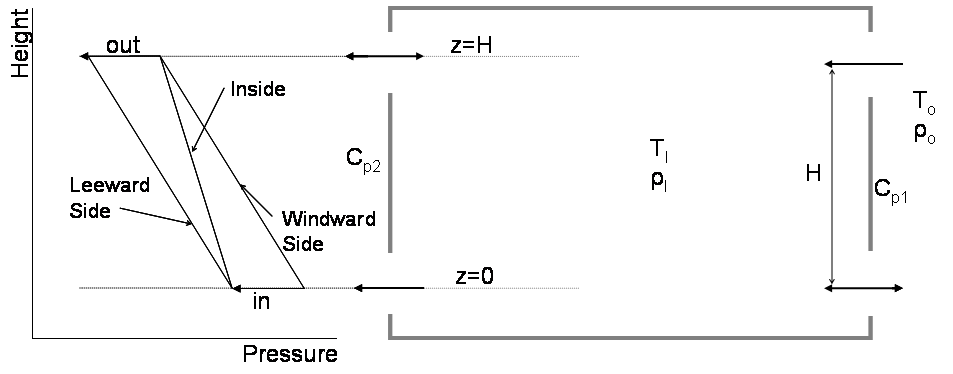 Height
out
z=H
Inside
Leeward
Side
Windward
Side
in
Pressure
Cp2
z=0
TI
ρI
H
To
ρo
Cp1